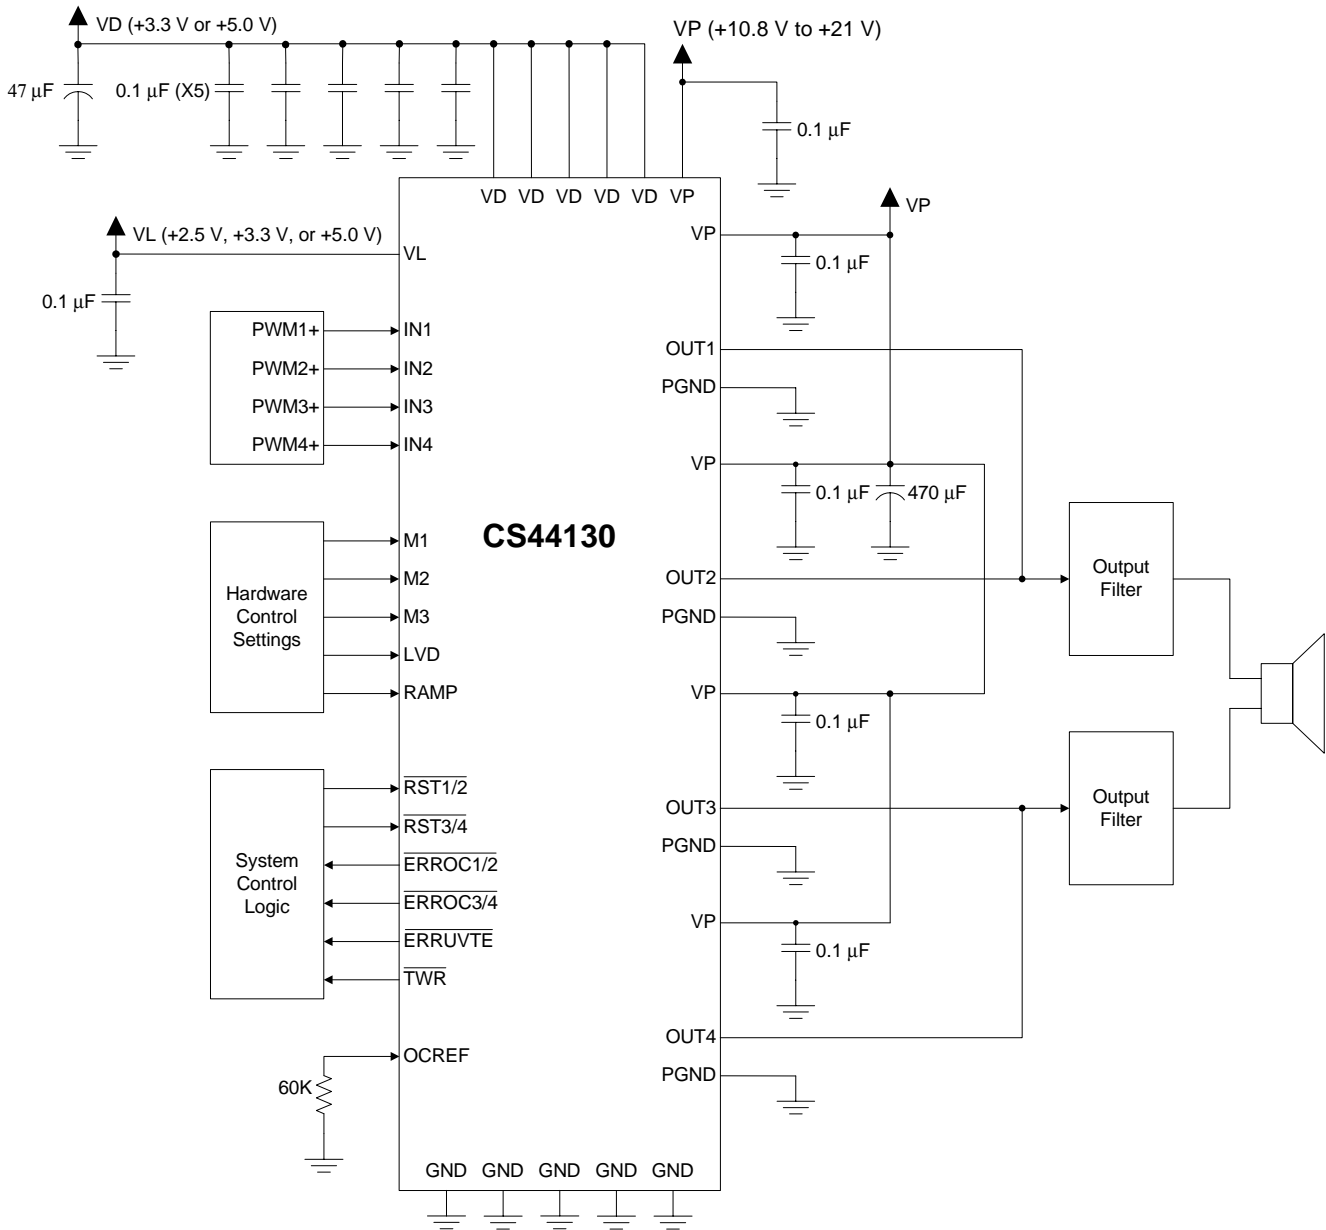 VD (+3.3 V or +5.0 V)
VP (+10.8 V to +21 V)
47 µF
0.1 µF (X5)
0.1 µF
VD VD VD VD VD VP
VL (+2.5 V, +3.3 V, or +5.0 V)
VL
0.1 µF
VP
VP
0.1 µF
PWM1+
IN1
PWM2+
IN2
PWM3+
IN3
PWM4+
IN4
OUT1
PGND
VP
0.1 µF
470 µF
CS44130
Hardware
Control
Settings
M1
M2
M3
LVD
RAMP
OUT2
PGND
VP
0.1 µF
Output
Filter
System
Control
Logic
RST1/2
RST3/4
ERROC1/2
ERROC3/4
ERRUVTE
TWR
OUT3
PGND
VP
0.1 µF
Output
Filter
OCREF
60K
OUT4
PGND
GND GND GND GND GND